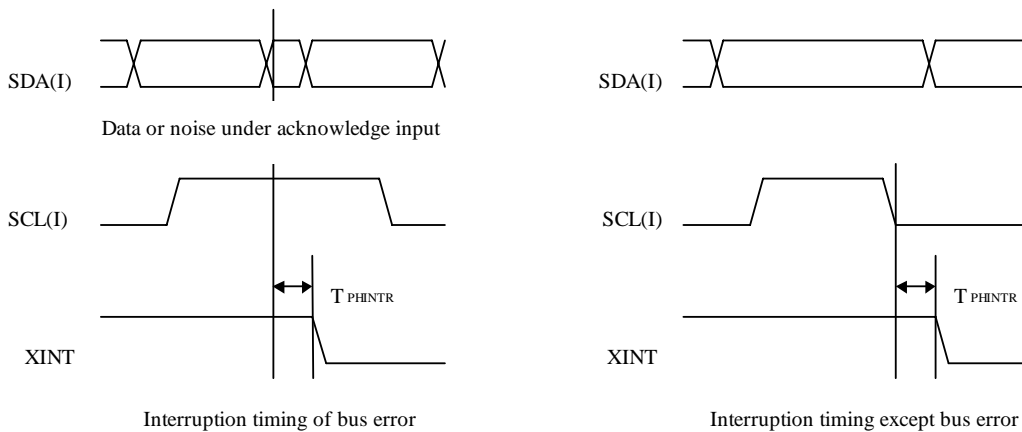 SDA(I)
Data or noise under acknowledge input
SCL(I)
T PHINTR
XINT
Interruption timing of bus error
SDA(I)
SCL(I)
T PHINTR
XINT
Interruption timing except bus error